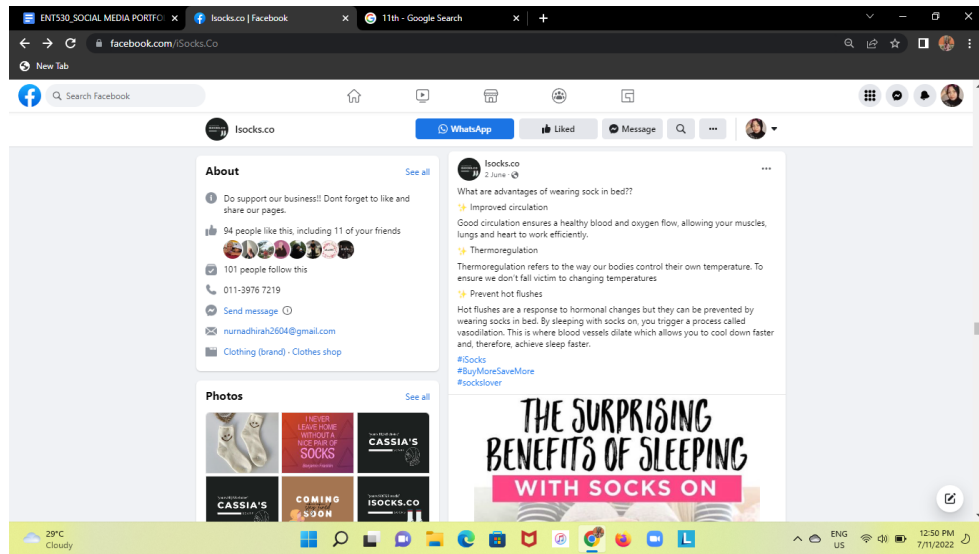 ENT530_SOCIAL MEDIA PORTFO
Isocks.co | Facebook
11th - Google Search
facebook.com/iSocks.Co
New Tab
Search Facebook
Isocks.co
WhatsApp
Liked
Message
About
See all
Do support our business!! Dont forget to like and
share our pages.
94 people like this, including 11 of your friends
101 people follow this
011-3976 7219
Send message
nurnadhirah2604@gmail.com
Clothing (brand) · Clothes shop
Photos
See all
I NEVER
LEAVE HOME
WITHOUT A
NICE PAIR OF
SOCKS
CASSIA'S
CASSIA'S
COMING
SOON
ISOCKS.CO
Isocks.co
2 June ·
What are advantages of wearing sock in bed??
✨ Improved circulation
Good circulation ensures a healthy blood and oxygen flow, allowing your muscles,
lungs and heart to work efficiently.
✨ Thermoregulation
Thermoregulation refers to the way our bodies control their own temperature. To
ensure we don't fall victim to changing temperatures
✨ Prevent hot flushes
Hot flushes are a response to hormonal changes but they can be prevented by
wearing socks in bed. By sleeping with socks on, you trigger a process called
vasodilation. This is where blood vessels dilate which allows you to cool down faster
and, therefore, achieve sleep faster.
#iSocks
#BuyMoreSaveMore
#sockslover
THE SURPRISING
BENEFITS OF SLEEPING
WITH SOCKS ON
29°C
Cloudy
ENG
US
12:50 PM
7/11/2022